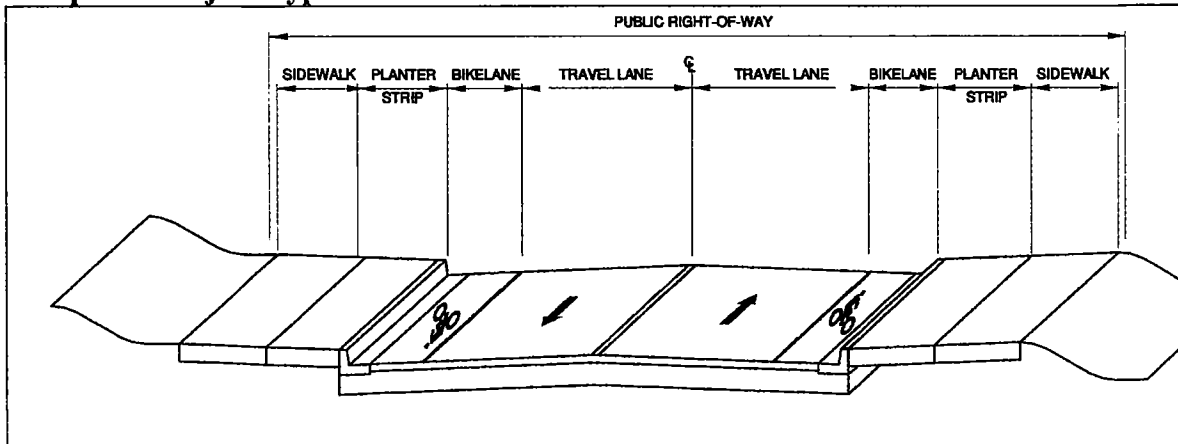 PUBLIC RIGHT-OF-WAY
℄
SIDEWALK PLANTER STRIP BIKELANE TRAVEL LANE TRAVEL LANE BIKELANE PLANTER STRIP SIDEWALK